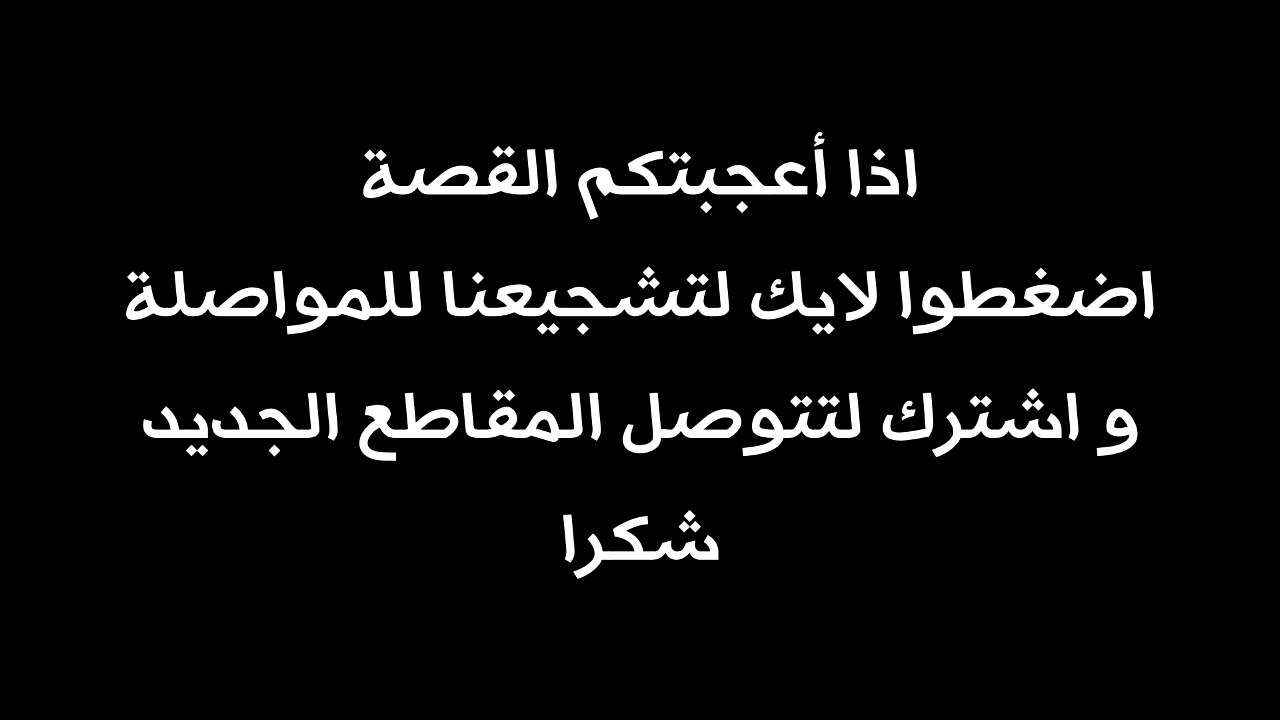 اذا أعجبتكم القصة
اضغطوا لايك لتشجيعنا للمواصلة
و اشترك لتتوصل المقاطع الجديد
شكرا